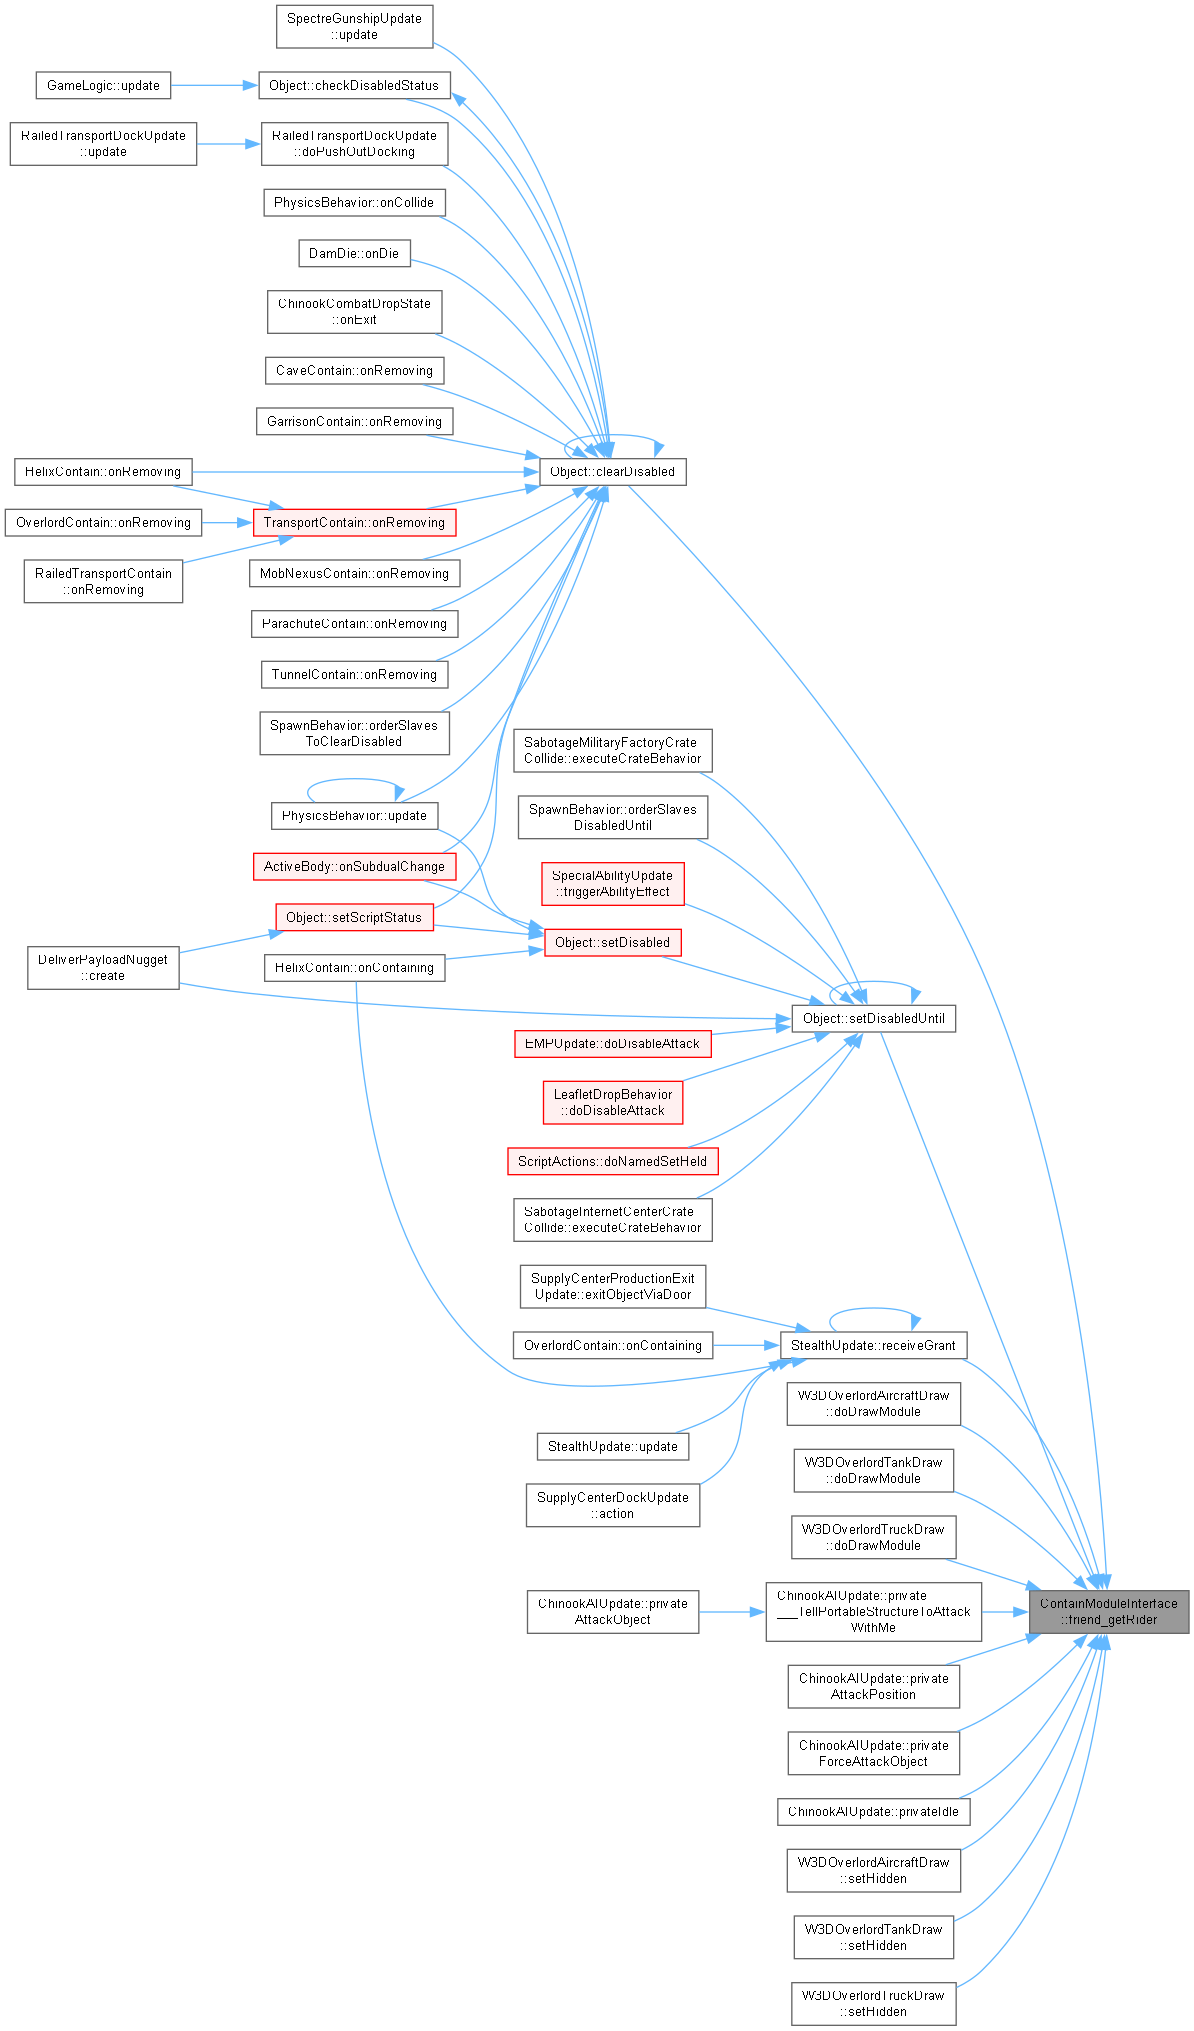 SpectreGunshipUpdate
::update
GameLogic::update
Object::checkDisabledStatus
RailedTransportDockUpdate
::update
RailedTransportDockUpdate
::doPushOutDocking
PhysicsBehavior::onCollide
DamDie::onDie
ChinookCombatDropState
::onExit
CaveContain::onRemoving
GarrisonContain::onRemoving
HelixContain::onRemoving
Object::clearDisabled
OverlordContain::onRemoving
TransportContain::onRemoving
RailedTransportContain
::onRemoving
MobNexusContain::onRemoving
ParachuteContain::onRemoving
TunnelContain::onRemoving
SpawnBehavior::orderSlaves
ToClearDisabled
SabotageMilitaryFactoryCrate
Collide::executeCrateBehavior
PhysicsBehavior::update
SpawnBehavior::orderSlaves
DisabledUntil
ActiveBody::onSubdualChange
SpecialAbilityUpdate
::triggerAbilityEffect
Object::setScriptStatus
Object::setDisabled
DeliverPayloadNugget
::create
HelixContain::onContaining
Object::setDisabledUntil
EMPUpdate::doDisableAttack
LeafletDropBehavior
::doDisableAttack
ScriptActions::doNamedSetHeld
SabotageInternetCenterCrate
Collide::executeCrateBehavior
SupplyCenterProductionExit
Update::exitObjectViaDoor
OverlordContain::onContaining
StealthUpdate::receiveGrant
W3DOverlordAircraftDraw
::doDrawModule
StealthUpdate::update
W3DOverlordTankDraw
::doDrawModule
SupplyCenterDockUpdate
::action
W3DOverlordTruckDraw
::doDrawModule
ChinookAIUpdate::private
AttackObject
ChinookAIUpdate::private
___TellPortableStructureToAttack
WithMe
ContainModuleInterface
::friend_getRider
ChinookAIUpdate::private
AttackPosition
ChinookAIUpdate::private
ForceAttackObject
ChinookAIUpdate::privateIdle
W3DOverlordAircraftDraw
::setHidden
W3DOverlordTankDraw
::setHidden
W3DOverlordTruckDraw
::setHidden